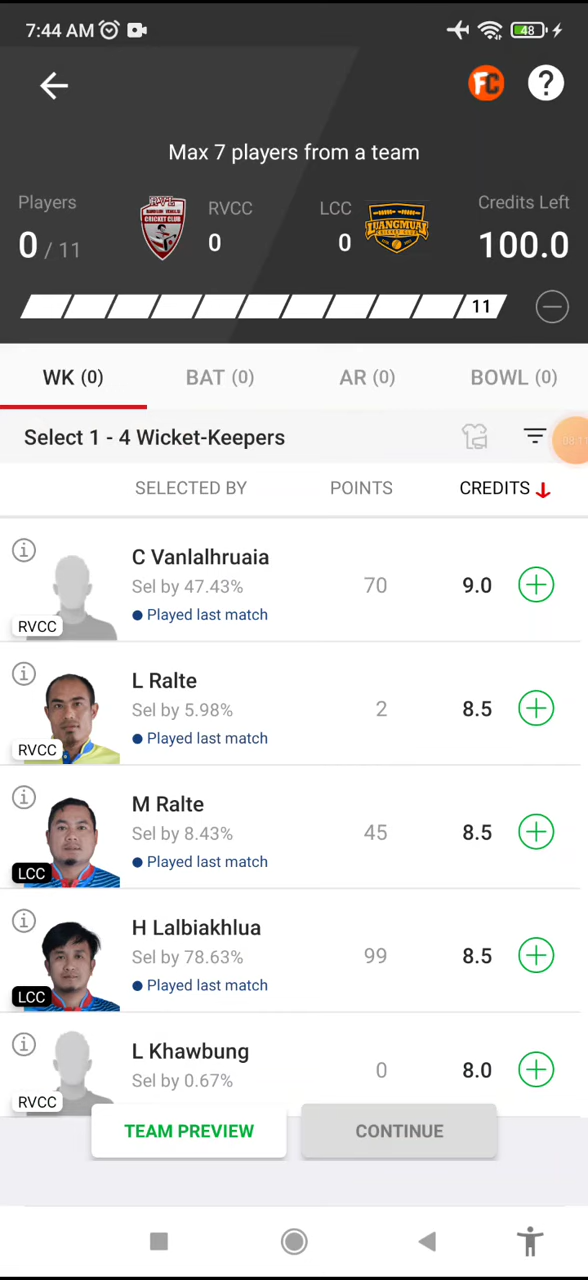 7:44 AM
48
FC
?
Max 7 players from a team
Players
RVCC
LCC
Credits Left
0 / 11
0
0
100.0
LUANGMUAL
11
WK (0)
BAT (0)
AR (0)
BOWL (0)
Select 1 - 4 Wicket-Keepers
SELECTED BY
POINTS
CREDITS
C Vanlalhruaia
Sel by 47.43%
Played last match
70
9.0
RVCC
L Ralte
Sel by 5.98%
Played last match
2
8.5
RVCC
M Ralte
Sel by 8.43%
Played last match
45
8.5
LCC
H Lalbiakhlua
Sel by 78.63%
Played last match
99
8.5
LCC
L Khawbung
Sel by 0.67%
0
8.0
RVCC
TEAM PREVIEW
CONTINUE